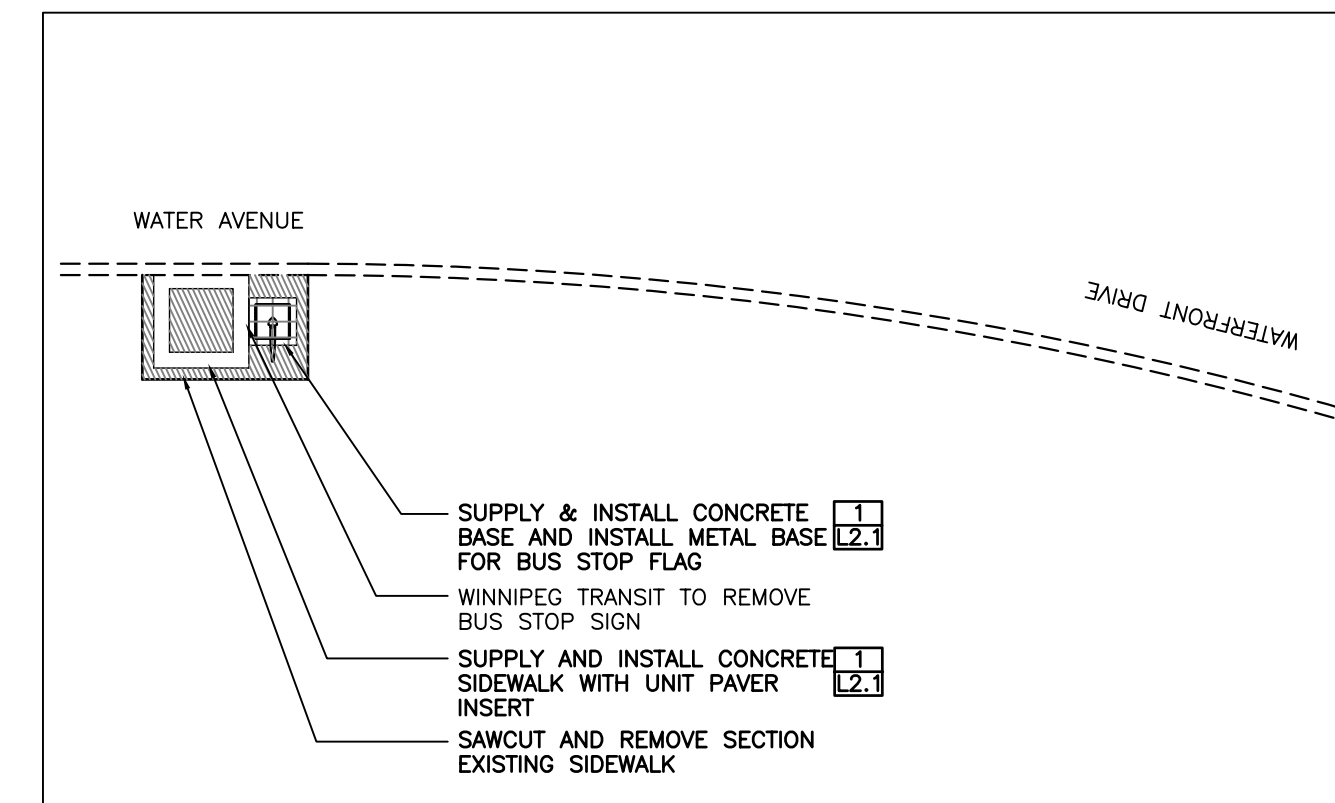 WATER AVENUE
WATERFRONT DRIVE
SUPPLY & INSTALL CONCRETE 1
BASE AND INSTALL METAL BASE L2.1
FOR BUS STOP FLAG
WINNIPEG TRANSIT TO REMOVE
BUS STOP SIGN
SUPPLY AND INSTALL CONCRETE 1
SIDEWALK WITH UNIT PAVER L2.1
INSERT
SAWCUT AND REMOVE SECTION
EXISTING SIDEWALK